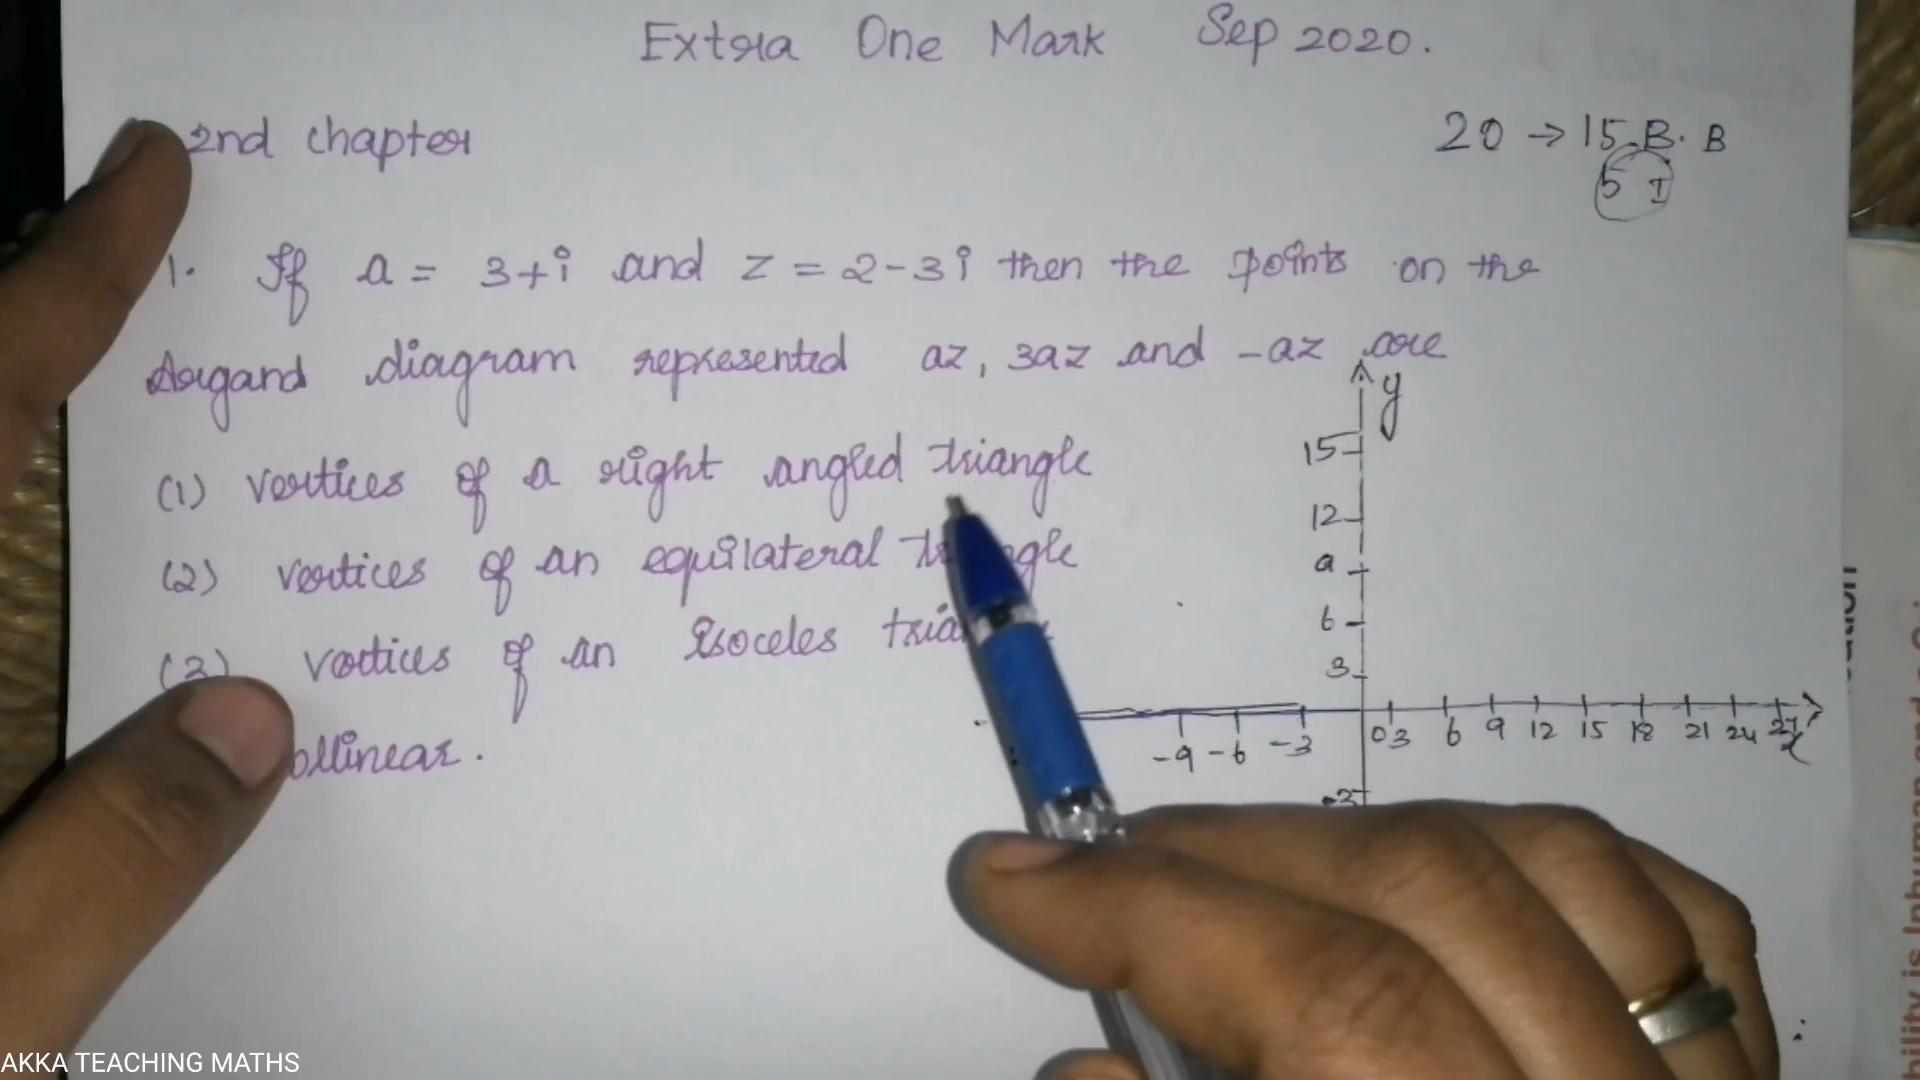 Extra One Mark Sep 2020.
2nd chapter
20 → 15 B. B
5 I
1. If a = 3+i and z = 2-3i then the points on the
Argand diagram represented az, 3az and -az are
(1) vertices of a right angled triangle
(2) vertices of an equilateral
(3) vertices of an isoceles
y
15
12
9
6
3
-9 -6 -3 0 3 6 9 12 15 18 21 24 27 x
-3
AKKA TEACHING MATHS